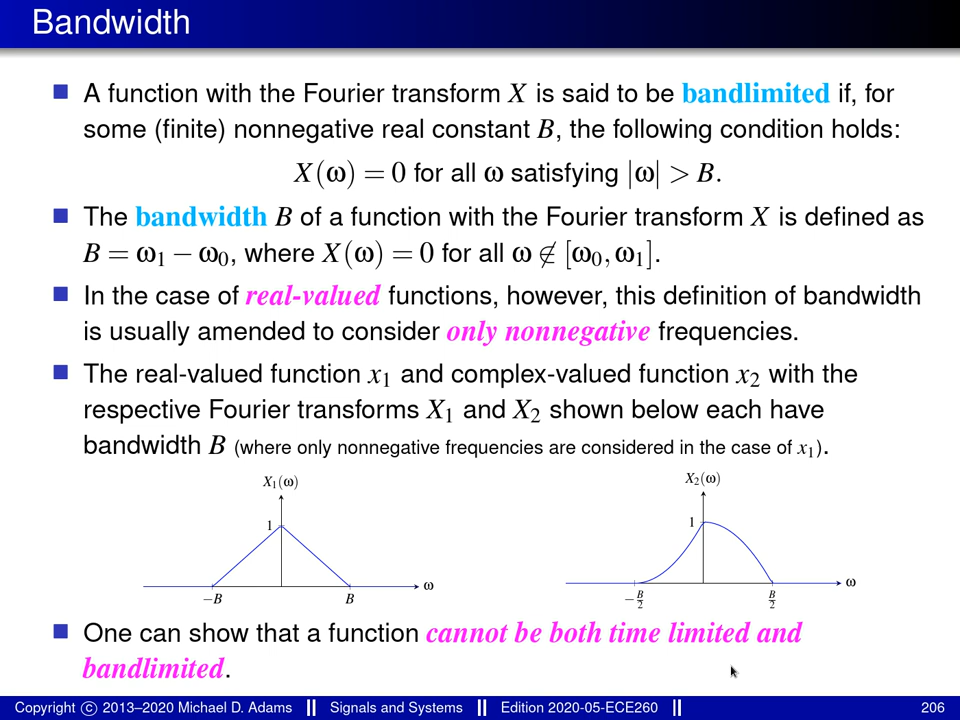 Bandwidth
A function with the Fourier transform X is said to be bandlimited if, for
some (finite) nonnegative real constant B, the following condition holds:
X(ω) = 0 for all ω satisfying |ω| > B.
The bandwidth B of a function with the Fourier transform X is defined as
B = ω₁ − ω₀, where X(ω) = 0 for all ω ∉ [ω₀, ω₁].
In the case of real-valued functions, however, this definition of bandwidth
is usually amended to consider only nonnegative frequencies.
The real-valued function x₁ and complex-valued function x₂ with the
respective Fourier transforms X₁ and X₂ shown below each have
bandwidth B (where only nonnegative frequencies are considered in the case of x₁).
X₁(ω)
1
ω
−B
B
X₂(ω)
1
ω
−B/2
B/2
One can show that a function cannot be both time limited and
bandlimited.
Copyright © 2013–2020 Michael D. Adams Signals and Systems Edition 2020-05-ECE260 206